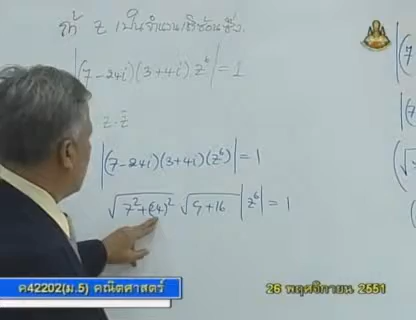 ให้ z เป็นจำนวนเชิงซ้อนซึ่ง
|(7-24i)(3+4i) z⁶| = 1
z·z̄
|(7-24i)(3+4i)(z⁶)| = 1
√7²+(24)² √9+16 |z⁶| = 1
ค42202(ม.5) คณิตศาสตร์
26 พฤศจิกายน 2551